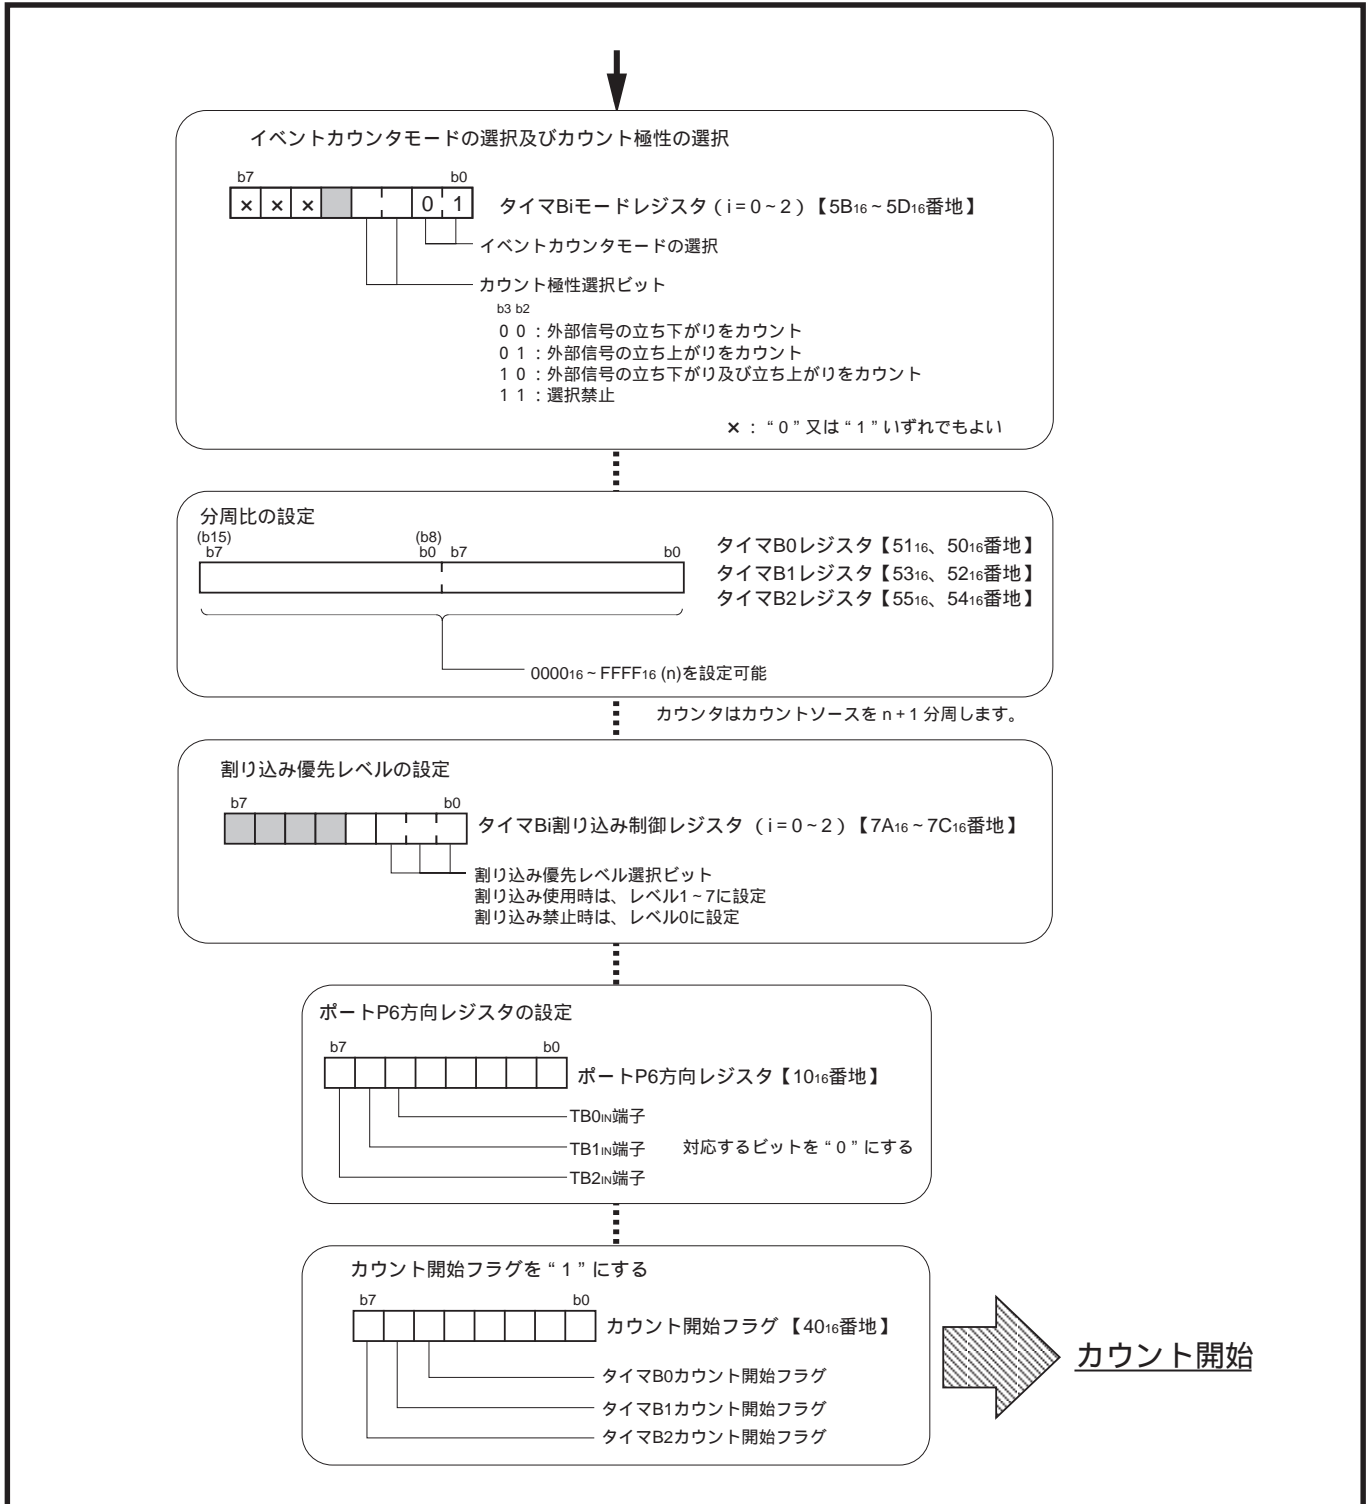 イベントカウンタモードの選択及びカウント極性の選択
b7 b0
× × × 0 1 タイマBiモードレジスタ（i=0~2）【5B16~5D16番地】
イベントカウンタモードの選択
カウント極性選択ビット
b3 b2
0 0 ：外部信号の立ち下がりをカウント
0 1 ：外部信号の立ち上がりをカウント
1 0 ：外部信号の立ち下がり及び立ち上がりをカウント
1 1 ：選択禁止
× ： “ 0 ” 又は “ 1 ” いずれでもよい
分周比の設定
(b15) (b8)
b7 b0 b7 b0
タイマB0レジスタ【5116、5016番地】
タイマB1レジスタ【5316、5216番地】
タイマB2レジスタ【5516、5416番地】
000016~FFFF16 (n)を設定可能
カウンタはカウントソースを n + 1 分周します。
割り込み優先レベルの設定
b7 b0
タイマBi割り込み制御レジスタ （i=0~2）【7A16~7C16番地】
割り込み優先レベル選択ビット
割り込み使用時は、レベル1~7に設定
割り込み禁止時は、レベル0に設定
ポートP6方向レジスタの設定
b7 b0
ポートP6方向レジスタ【1016番地】
TB0IN端子
TB1IN端子 対応するビットを “ 0 ” にする
TB2IN端子
カウント開始フラグを “ 1 ” にする
b7 b0
カウント開始フラグ 【4016番地】
カウント開始
タイマB0カウント開始フラグ
タイマB1カウント開始フラグ
タイマB2カウント開始フラグ